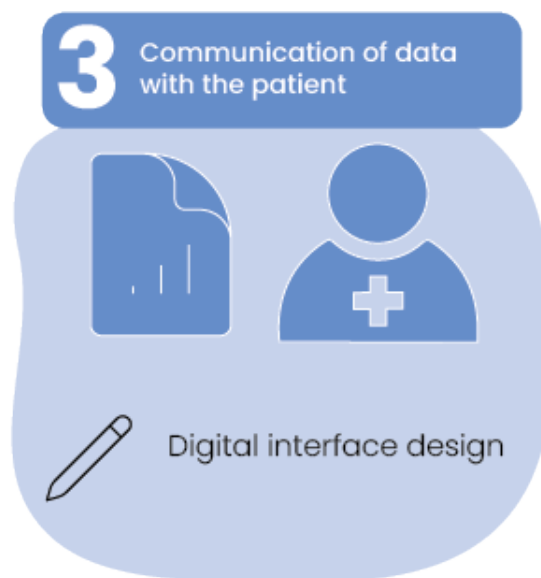 3
Communication of data
with the patient
Digital interface design